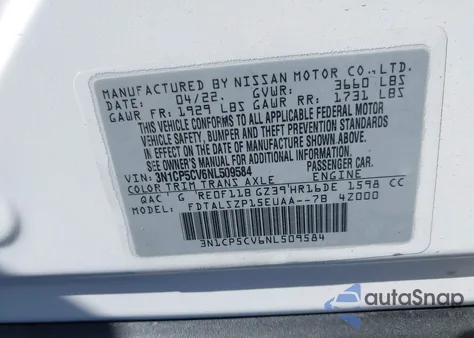 MANUFACTURED BY NISSAN MOTOR CO., LTD.
DATE: 04/22 GVWR: 3660 LBS
GAWR FR: 1929 LBS GAWR RR: 1731 LBS
THIS VEHICLE CONFORMS TO ALL APPLICABLE FEDERAL MOTOR
VEHICLE SAFETY, BUMPER AND THEFT PREVENTION STANDARDS
IN EFFECT ON THE DATE OF MANUFACTURE SHOWN ABOVE.
SEE OWNER'S MANUAL FOR ADDITIONAL INFORMATION.
VIN: 3N1CP5CV6NL509584 PASSENGER CAR.
COLOR TRIM TRANS AXLE ENGINE
QAC G RE0F11B GZ39 HR16DE 1598 CC
MODEL: FDTALSZP15EUAA--7B 4Z000
3N1CP5CV6NL509584
autaSnap